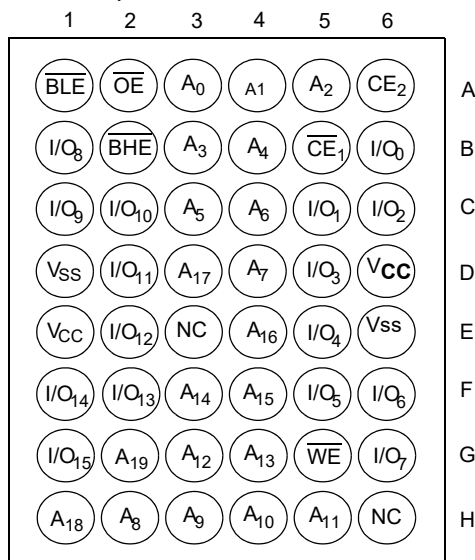 1 2 3 4 5 6
BLE OE A0 A1 A2 CE2 A
I/O8 BHE A3 A4 CE1 I/O0 B
I/O9 I/O10 A5 A6 I/O1 I/O2 C
VSS I/O11 A17 A7 I/O3 VCC D
VCC I/O12 NC A16 I/O4 Vss E
I/O14 I/O13 A14 A15 I/O5 I/O6 F
I/O15 A19 A12 A13 WE I/O7 G
A18 A8 A9 A10 A11 NC H